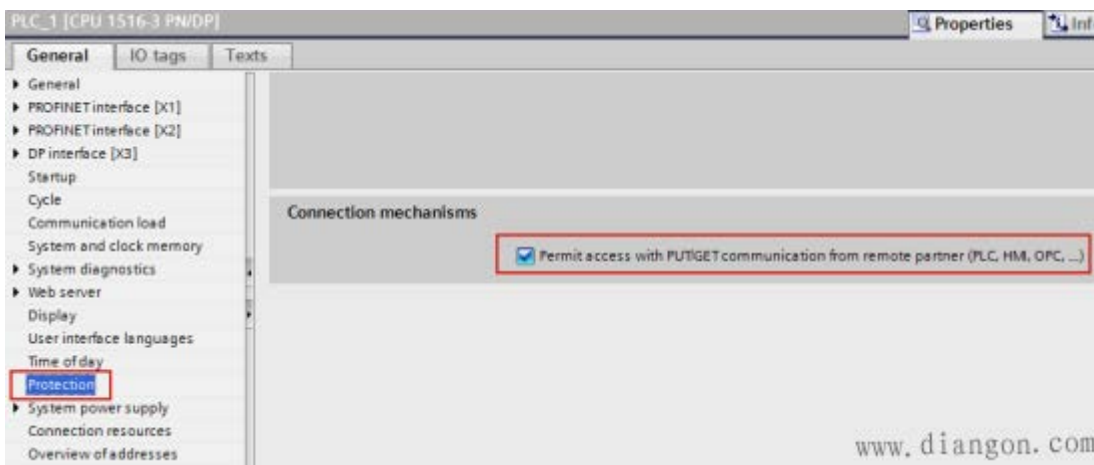 PLC_1 [CPU 1516-3 PN/DP]
Properties
Inf
General
IO tags
Texts
General
PROFINET interface [X1]
PROFINET interface [X2]
DP interface [X3]
Startup
Cycle
Communication load
System and clock memory
System diagnostics
Web server
Display
User interface languages
Time of day
Protection
System power supply
Connection resources
Overview of addresses
Connection mechanisms
Permit access with PUT/GET communication from remote partner (PLC, HMI, OPC, ...)
www.diangon.com